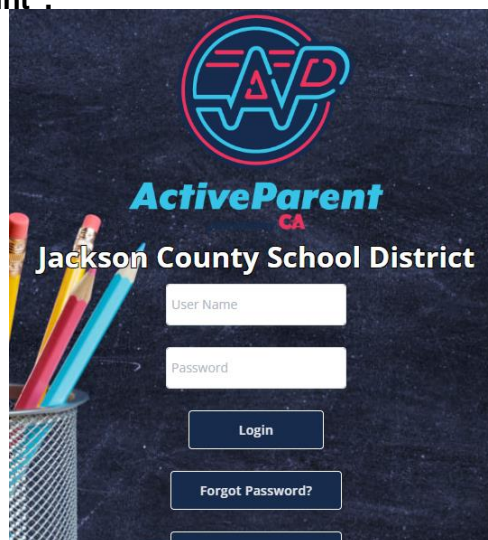 ActiveParent
CA
Jackson County School District
User Name
Password
Login
Forgot Password?